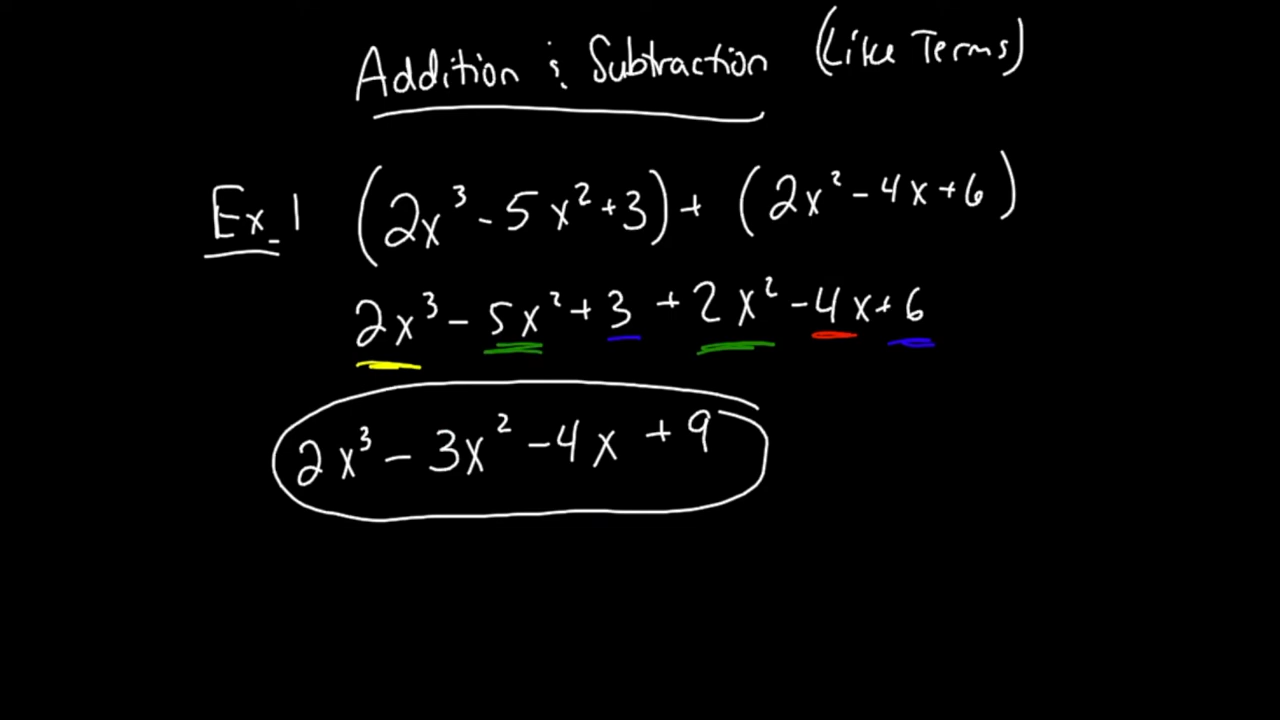 Addition & Subtraction (Like Terms)
Ex. 1 (2x³ - 5x² + 3) + (2x² - 4x + 6)
2x³ - 5x² + 3 + 2x² - 4x + 6
2x³ - 3x² - 4x + 9